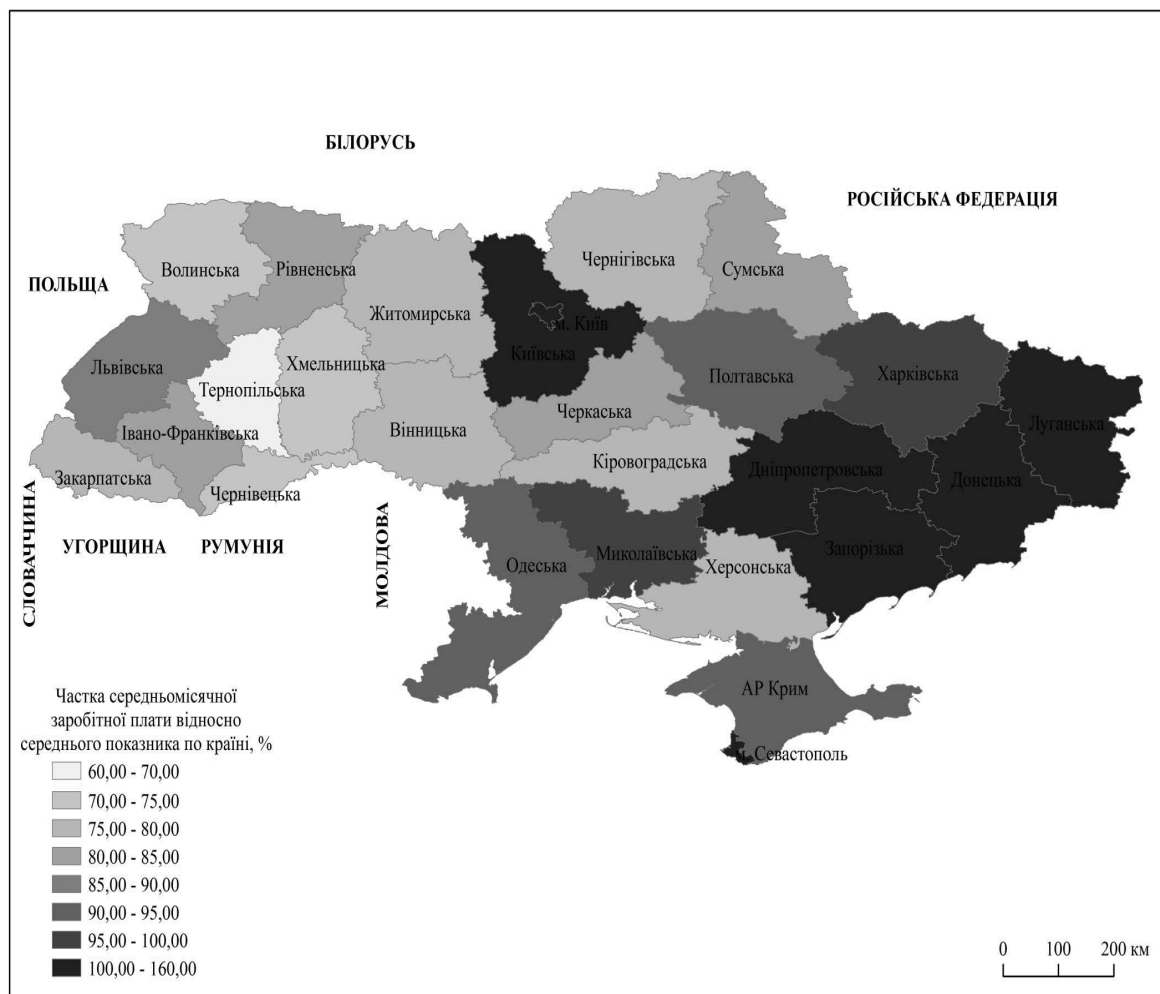 БІЛОРУСЬ
РОСІЙСЬКА ФЕДЕРАЦІЯ
ПОЛЬЩА
Волинська
Рівненська
Житомирська
Чернігівська
Сумська
м. Київ
Київська
Львівська
Тернопільська
Хмельницька
Полтавська
Харківська
Луганська
Івано-Франківська
Вінницька
Черкаська
Кіровоградська
Дніпропетровська
Донецька
Закарпатська
Чернівецька
СЛОВАЧЧИНА
УГОРЩИНА
РУМУНІЯ
МОЛДОВА
Одеська
Миколаївська
Херсонська
Запорізька
АР Крим
м. Севастополь
Частка середньомісячної
заробітної плати відносно
середнього показника по країні, %
60,00 - 70,00
70,00 - 75,00
75,00 - 80,00
80,00 - 85,00
85,00 - 90,00
90,00 - 95,00
95,00 - 100,00
100,00 - 160,00
0 100 200 км